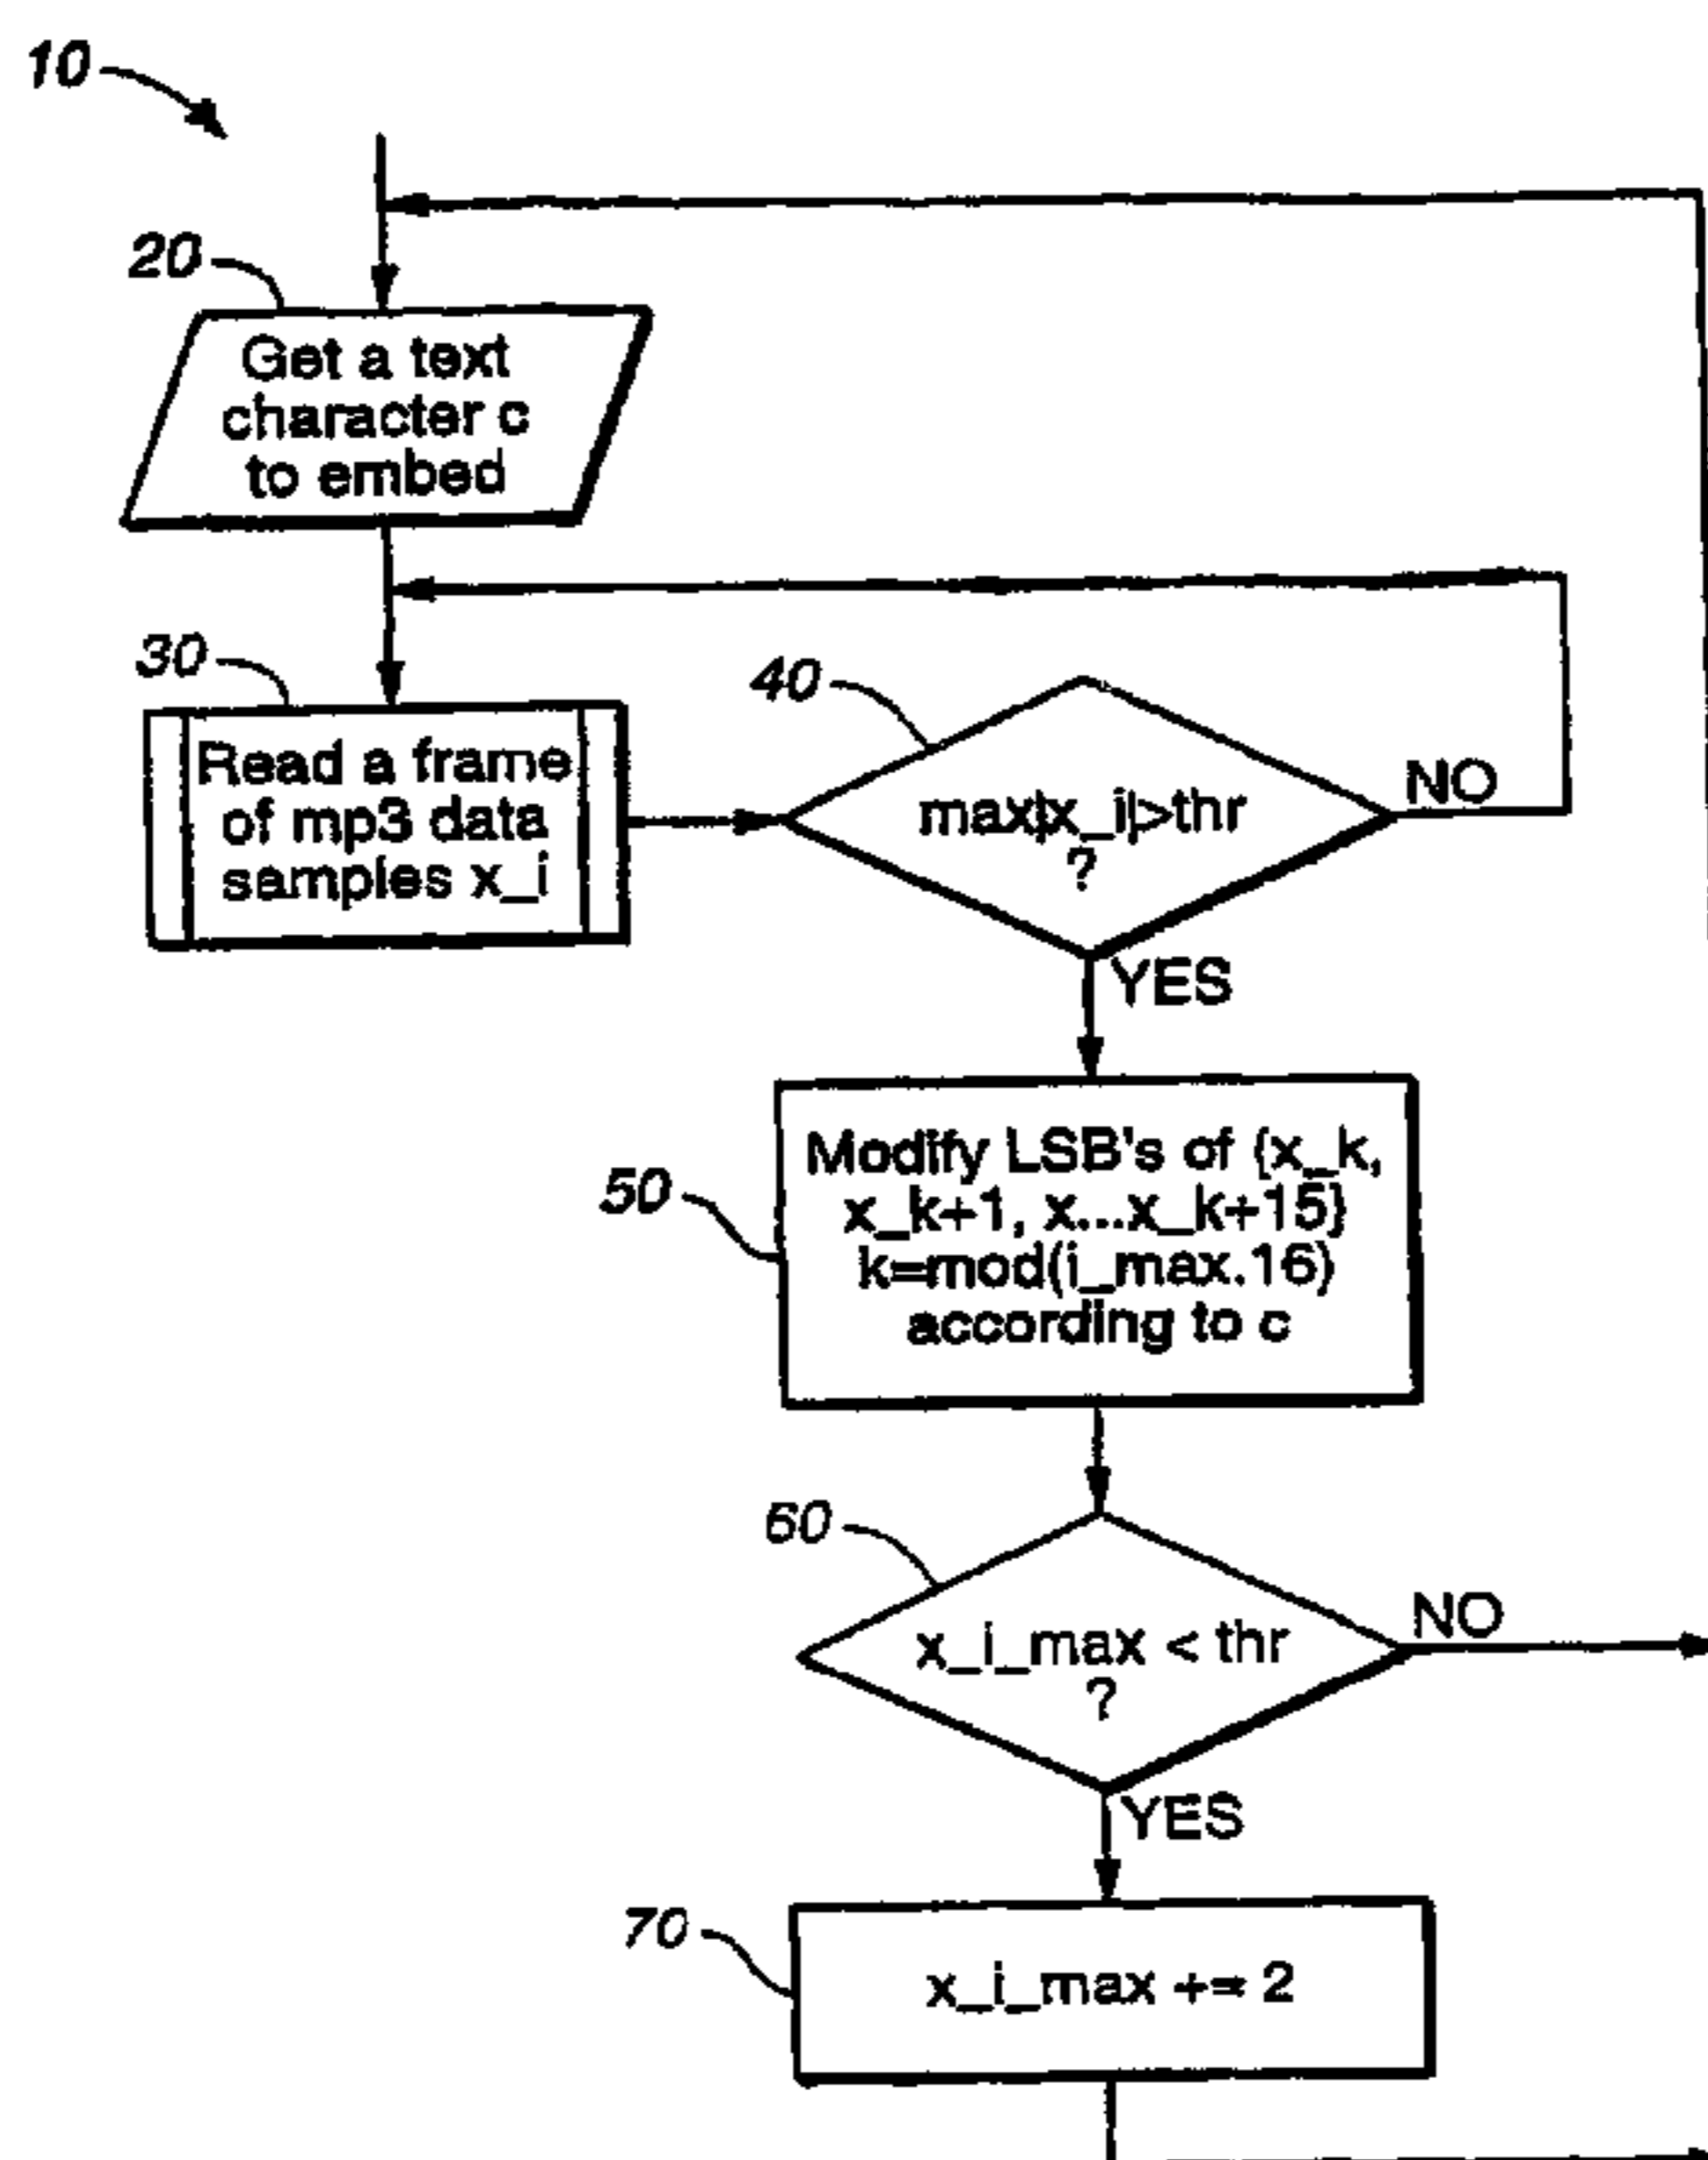 10
20
Get a text
character c
to embed
30
Read a frame
of mp3 data
samples x_i
40
max|x_i|>thr
?
NO
YES
50
Modify LSB's of {x_k,
x_k+1, x...x_k+15}
k=mod(i_max.16)
according to c
60
x_i_max < thr
?
NO
YES
70
x_i_max += 2